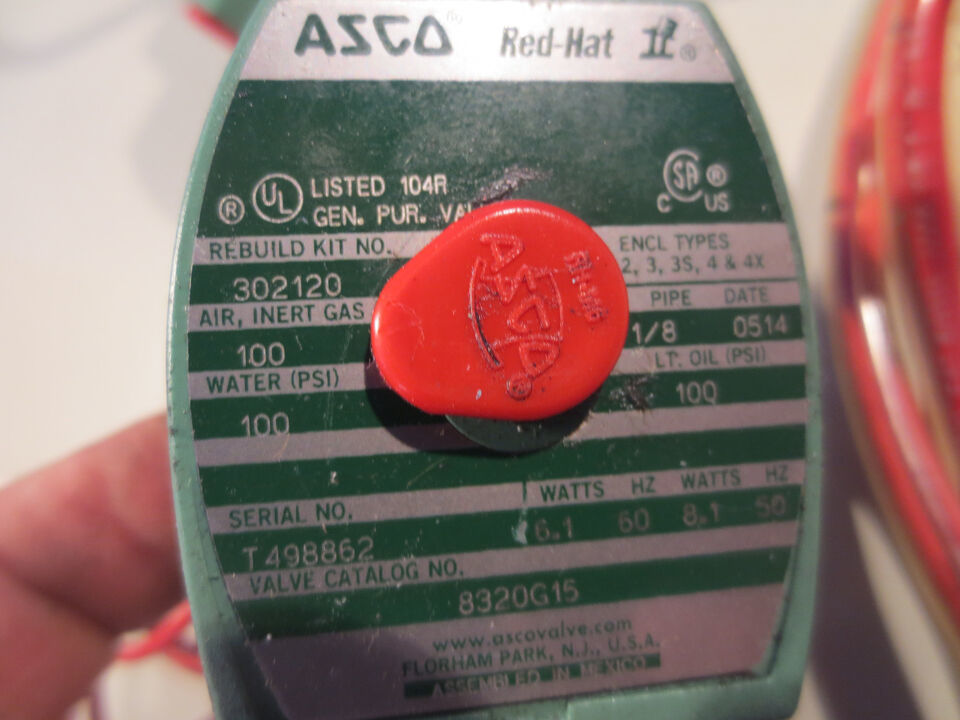 ASCO® Red-Hat II®
® UL LISTED 104R
GEN. PUR.
SA ®
C US
REBUILD KIT NO.
302120
ENCL TYPES
2, 3, 3S, 4 & 4X
AIR, INERT GAS
100
PIPE DATE
1/8 0514
WATER (PSI)
100
LT. OIL (PSI)
100
ASCO®
WATTS HZ WATTS HZ
6.1 60 8.1 50
SERIAL NO.
T498862
VALVE CATALOG NO.
8320G15
www.ascovalve.com
FLORHAM PARK, N.J., U.S.A.
ASSEMBLED IN MEXICO